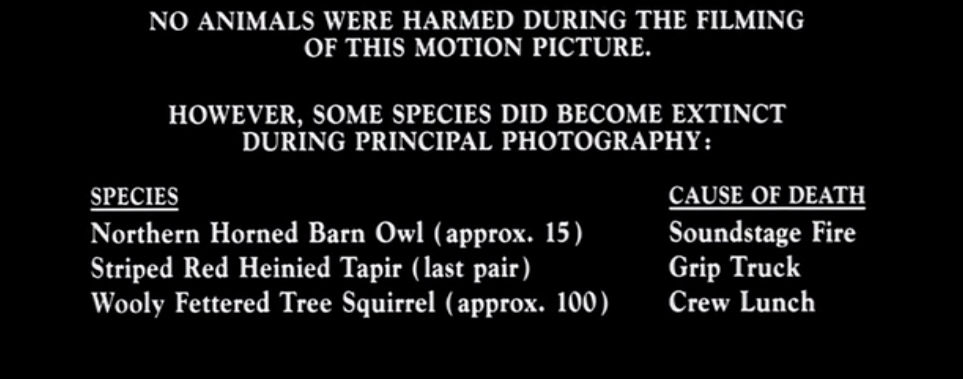 NO ANIMALS WERE HARMED DURING THE FILMING
OF THIS MOTION PICTURE.
HOWEVER, SOME SPECIES DID BECOME EXTINCT
DURING PRINCIPAL PHOTOGRAPHY:
SPECIES CAUSE OF DEATH
Northern Horned Barn Owl (approx. 15) Soundstage Fire
Striped Red Heinied Tapir (last pair) Grip Truck
Wooly Fettered Tree Squirrel (approx. 100) Crew Lunch